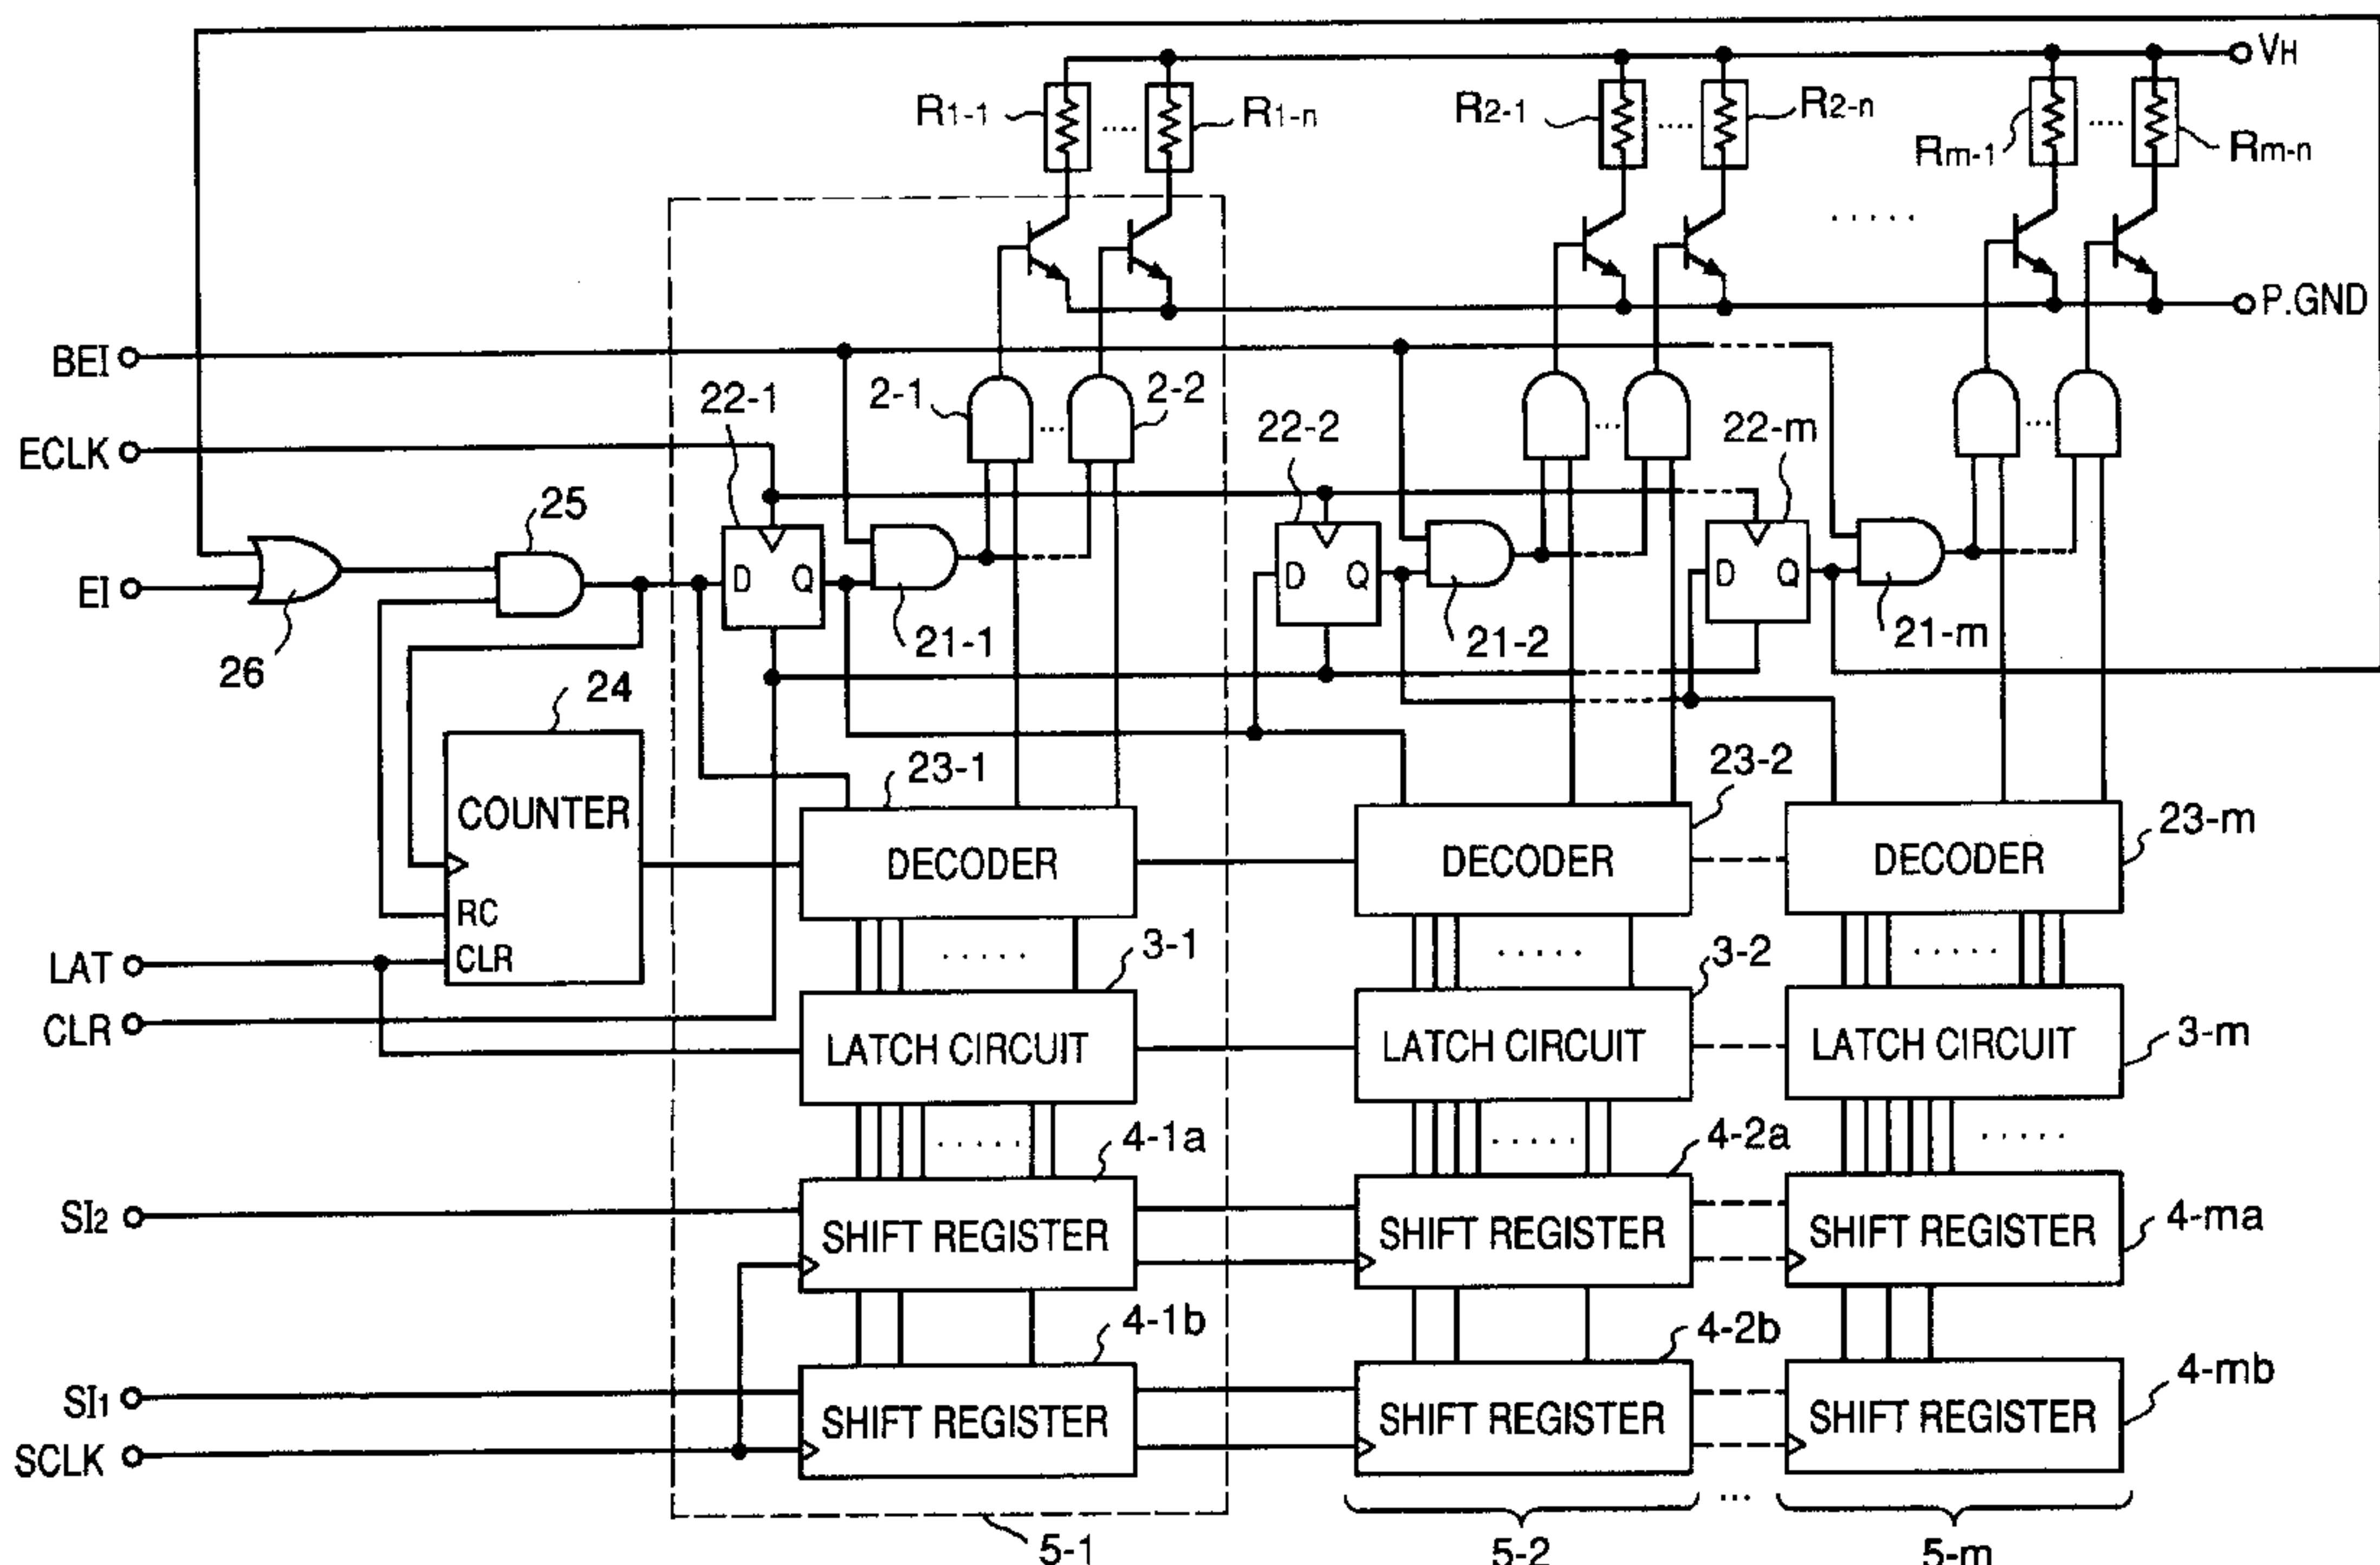 VH
R1-1
R1-n
R2-1
R2-n
Rm-1
Rm-n
P.GND
BEI
22-1
2-1
2-2
ECLK
22-2
22-m
25
D
Q
D
Q
D
Q
EI
21-1
21-2
21-m
26
24
23-1
23-2
COUNTER
23-m
DECODER
DECODER
DECODER
RC
3-1
3-2
LAT
CLR
CLR
LATCH CIRCUIT
LATCH CIRCUIT
LATCH CIRCUIT
3-m
4-1a
4-2a
SI2
SHIFT REGISTER
SHIFT REGISTER
SHIFT REGISTER
4-ma
4-1b
4-2b
SI1
SHIFT REGISTER
SHIFT REGISTER
SHIFT REGISTER
4-mb
SCLK
5-1
5-2
5-m